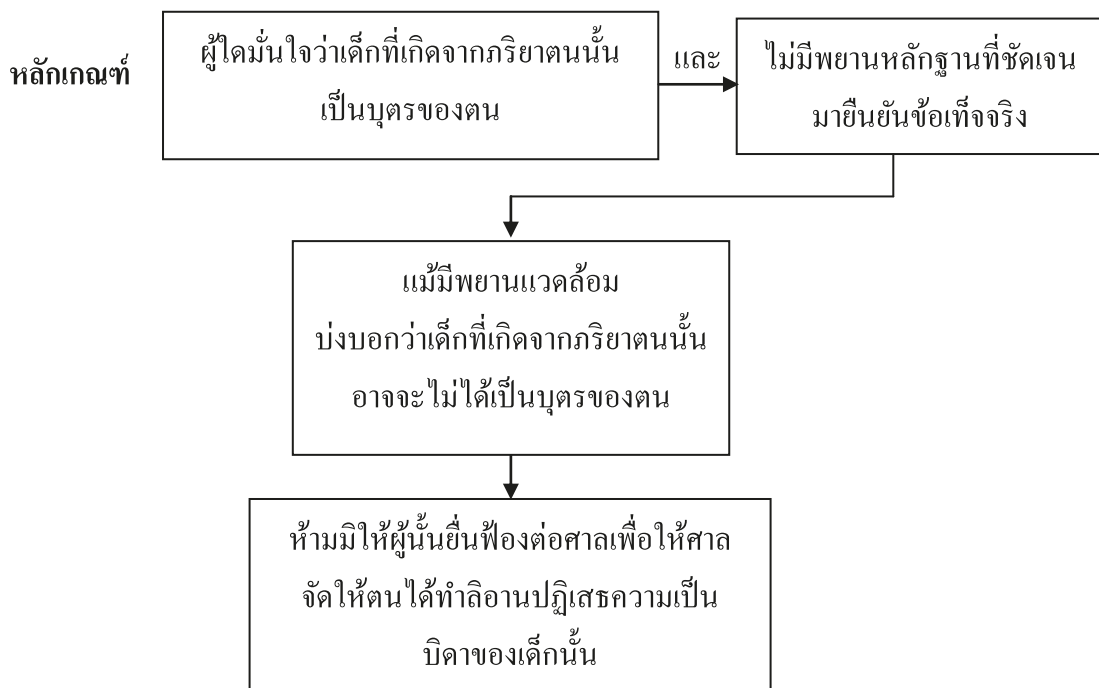 หลักเกณฑ์
ผู้ใดมั่นใจว่าเด็กที่เกิดจากภริยาตนนั้น
เป็นบุตรของตน
และ
ไม่มีพยานหลักฐานที่ชัดเจน
มายืนยันข้อเท็จจริง
แม้มีพยานแวดล้อม
บ่งบอกว่าเด็กที่เกิดจากภริยาตนนั้น
อาจจะไม่ได้เป็นบุตรของตน
ห้ามมิให้ผู้นั้นยื่นฟ้องต่อศาลเพื่อให้ศาล
จัดให้ตนได้ทำลิอานปฏิเสธความเป็น
บิดาของเด็กนั้น